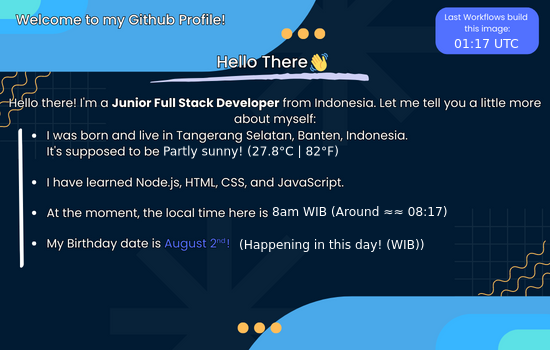 Welcome to my Github Profile!
Last Workflows build
this image:
01:17 UTC
Hello There👋
Hello there! I'm a Junior Full Stack Developer from Indonesia. Let me tell you a little more
about myself:
• I was born and live in Tangerang Selatan, Banten, Indonesia.
It's supposed to be Partly sunny! (27.8°C | 82°F)
• I have learned Node.js, HTML, CSS, and JavaScript.
• At the moment, the local time here is 8am WIB (Around ≈≈ 08:17)
• My Birthday date is August 2nd! (Happening in this day! (WIB))